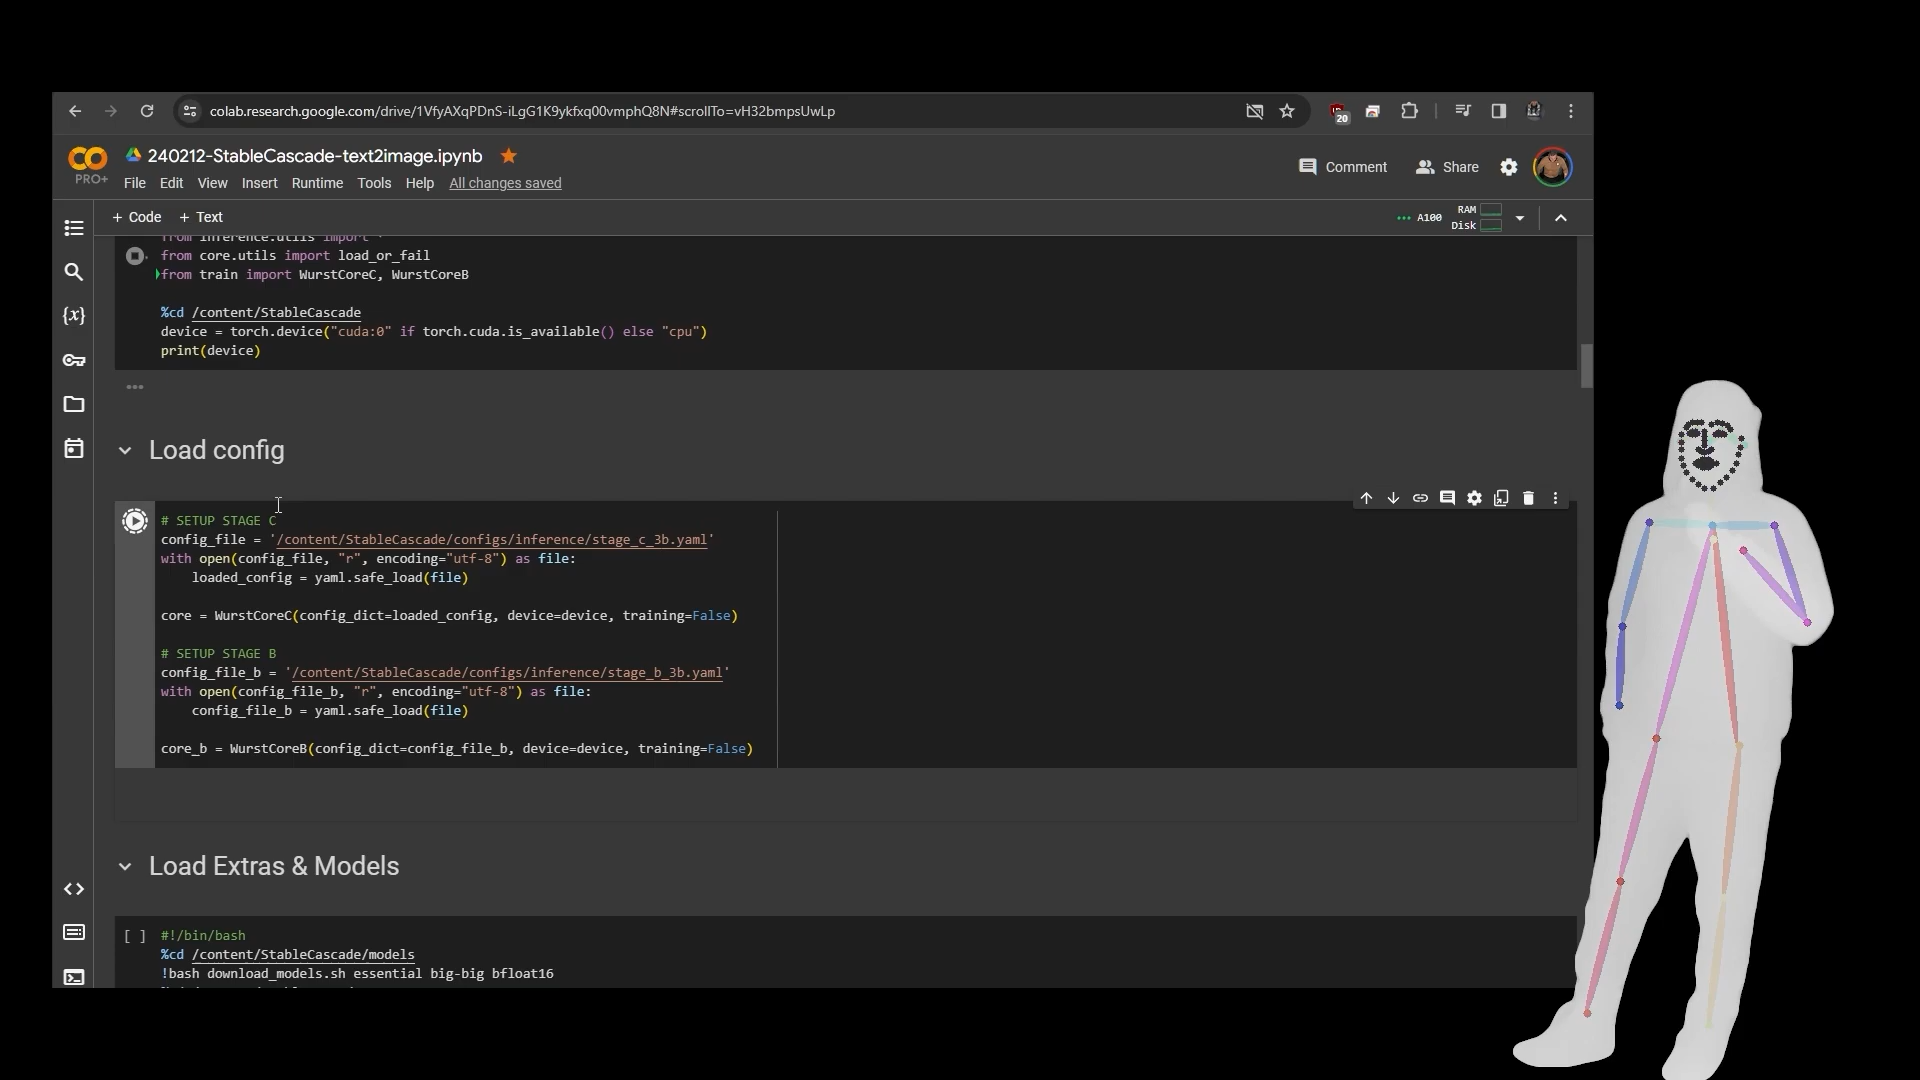 colab.research.google.com/drive/1VfyAXqPDnS-iLgG1K9ykfxq00vmphQ8N#scrollTo=vH32bmpsUwLp
20
PRO+
240212-StableCascade-text2image.ipynb
File Edit View Insert Runtime Tools Help All changes saved
Comment Share
+ Code + Text
A100 RAM
Disk
from inference.utils import *
from core.utils import load_or_fail
from train import WurstCoreC, WurstCoreB
%cd /content/StableCascade
device = torch.device("cuda:0" if torch.cuda.is_available() else "cpu")
print(device)
Load config
# SETUP STAGE C
config_file = '/content/StableCascade/configs/inference/stage_c_3b.yaml'
with open(config_file, "r", encoding="utf-8") as file:
loaded_config = yaml.safe_load(file)
core = WurstCoreC(config_dict=loaded_config, device=device, training=False)
# SETUP STAGE B
config_file_b = '/content/StableCascade/configs/inference/stage_b_3b.yaml'
with open(config_file_b, "r", encoding="utf-8") as file:
config_file_b = yaml.safe_load(file)
core_b = WurstCoreB(config_dict=config_file_b, device=device, training=False)
Load Extras & Models
[ ] #!/bin/bash
%cd /content/StableCascade/models
!bash download_models.sh essential big-big bfloat16